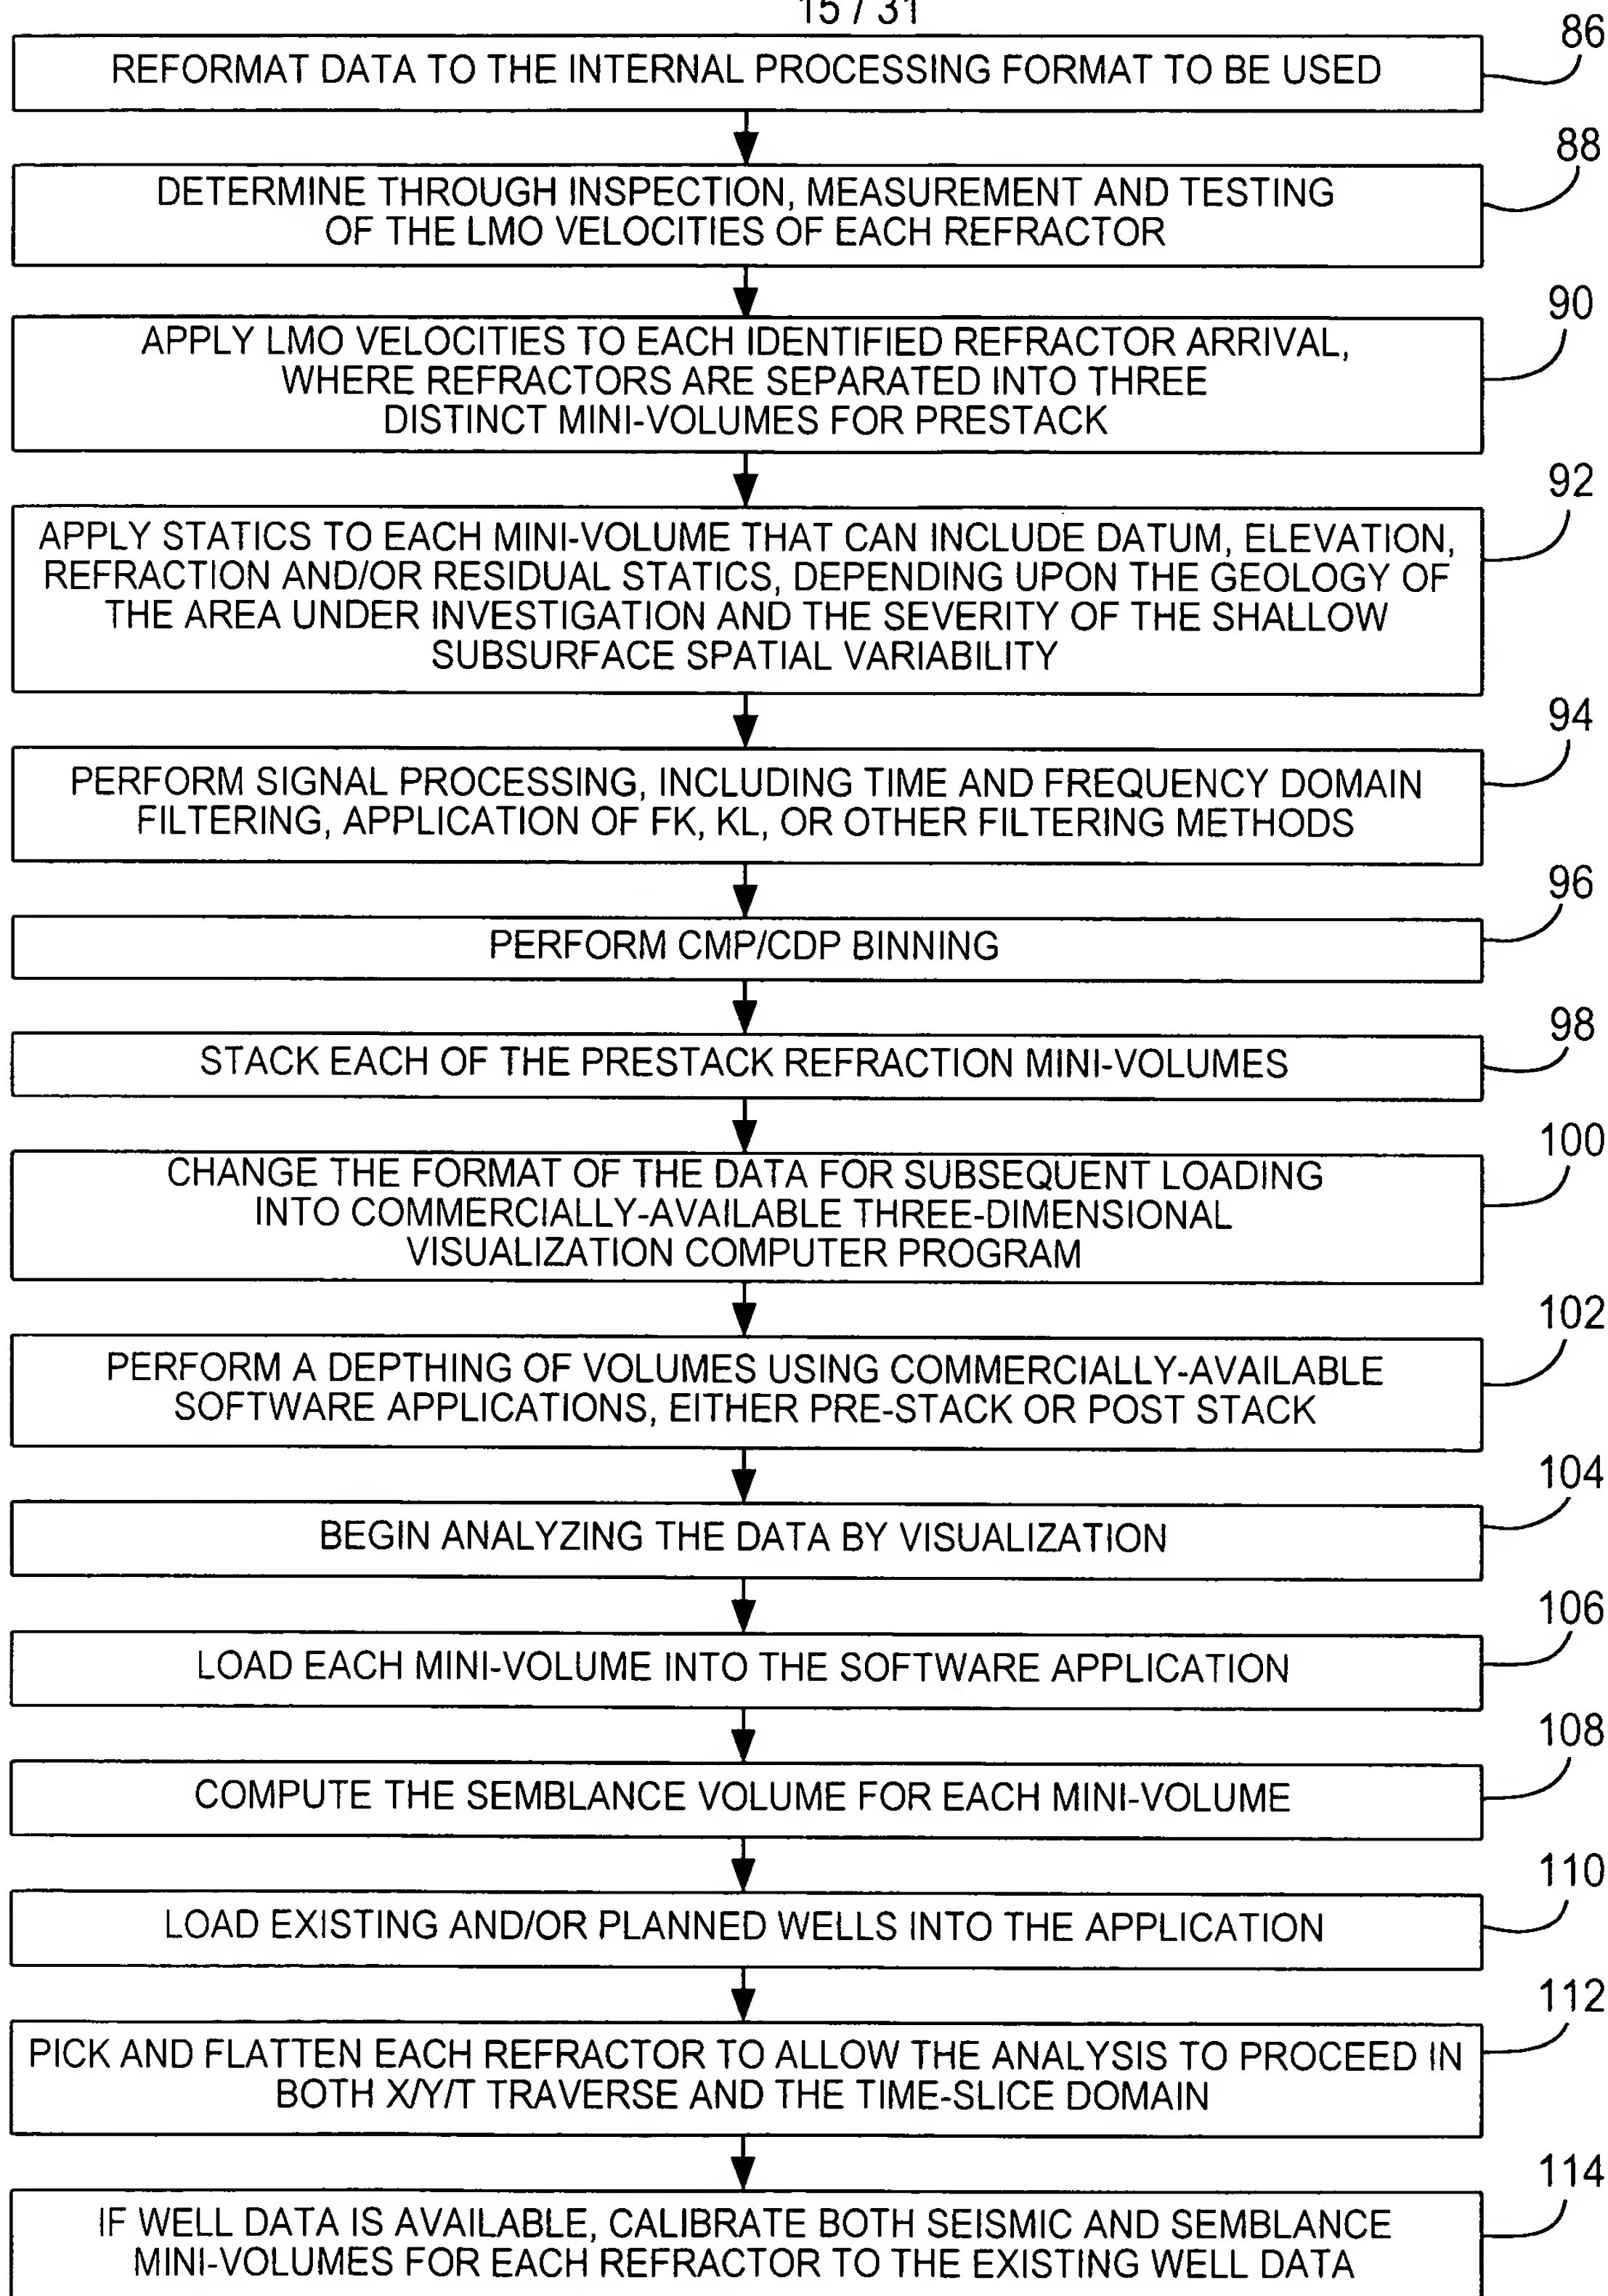 15 / 31
86
REFORMAT DATA TO THE INTERNAL PROCESSING FORMAT TO BE USED
88
DETERMINE THROUGH INSPECTION, MEASUREMENT AND TESTING
OF THE LMO VELOCITIES OF EACH REFRACTOR
90
APPLY LMO VELOCITIES TO EACH IDENTIFIED REFRACTOR ARRIVAL,
WHERE REFRACTORS ARE SEPARATED INTO THREE
DISTINCT MINI-VOLUMES FOR PRESTACK
92
APPLY STATICS TO EACH MINI-VOLUME THAT CAN INCLUDE DATUM, ELEVATION,
REFRACTION AND/OR RESIDUAL STATICS, DEPENDING UPON THE GEOLOGY OF
THE AREA UNDER INVESTIGATION AND THE SEVERITY OF THE SHALLOW
SUBSURFACE SPATIAL VARIABILITY
94
PERFORM SIGNAL PROCESSING, INCLUDING TIME AND FREQUENCY DOMAIN
FILTERING, APPLICATION OF FK, KL, OR OTHER FILTERING METHODS
96
PERFORM CMP/CDP BINNING
98
STACK EACH OF THE PRESTACK REFRACTION MINI-VOLUMES
100
CHANGE THE FORMAT OF THE DATA FOR SUBSEQUENT LOADING
INTO COMMERCIALLY-AVAILABLE THREE-DIMENSIONAL
VISUALIZATION COMPUTER PROGRAM
102
PERFORM A DEPTHING OF VOLUMES USING COMMERCIALLY-AVAILABLE
SOFTWARE APPLICATIONS, EITHER PRE-STACK OR POST STACK
104
BEGIN ANALYZING THE DATA BY VISUALIZATION
106
LOAD EACH MINI-VOLUME INTO THE SOFTWARE APPLICATION
108
COMPUTE THE SEMBLANCE VOLUME FOR EACH MINI-VOLUME
110
LOAD EXISTING AND/OR PLANNED WELLS INTO THE APPLICATION
112
PICK AND FLATTEN EACH REFRACTOR TO ALLOW THE ANALYSIS TO PROCEED IN
BOTH X/Y/T TRAVERSE AND THE TIME-SLICE DOMAIN
114
IF WELL DATA IS AVAILABLE, CALIBRATE BOTH SEISMIC AND SEMBLANCE
MINI-VOLUMES FOR EACH REFRACTOR TO THE EXISTING WELL DATA